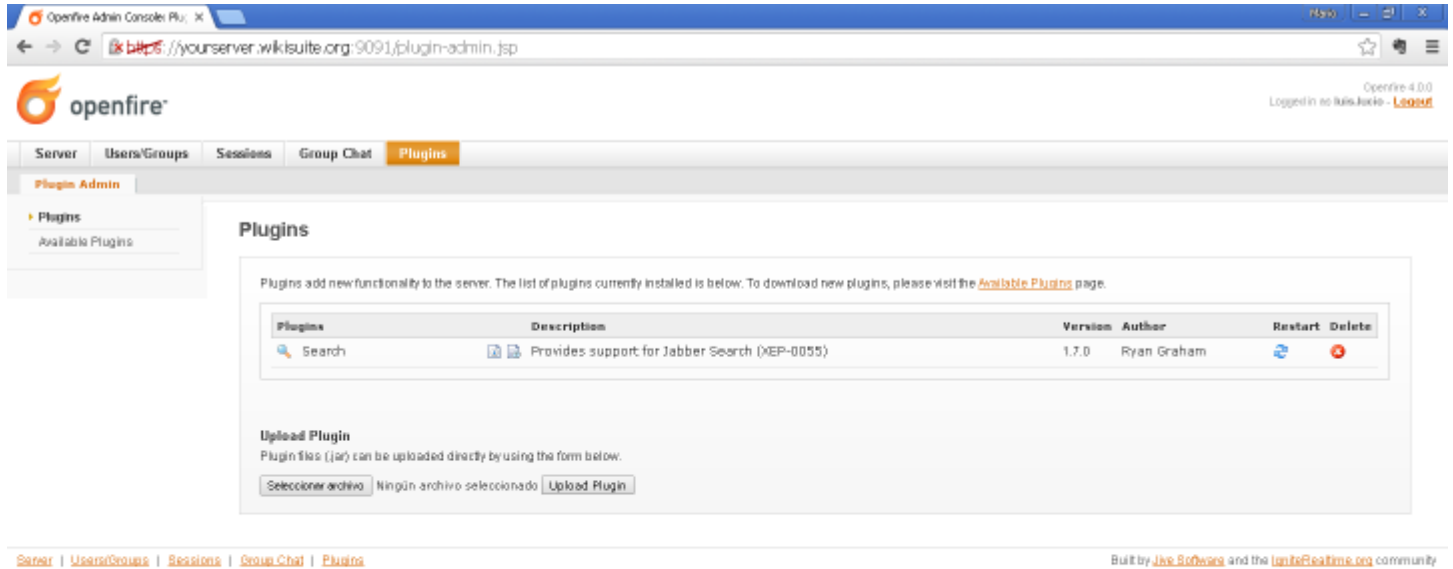 Openfire Admin Console: Plu
Mario
https://yourserver.wikisuite.org:9091/plugin-admin.jsp
openfire
Openfire 4.0.0
Logged in as luis.lucio - Logout
Server Users/Groups Sessions Group Chat Plugins
Plugin Admin
Plugins
Available Plugins
Plugins
Plugins add new functionality to the server. The list of plugins currently installed is below. To download new plugins, please visit the Available Plugins page.
Plugins Description Version Author Restart Delete
Search Provides support for Jabber Search (XEP-0055) 1.7.0 Ryan Graham
Upload Plugin
Plugin files (.jar) can be uploaded directly by using the form below.
Seleccionar archivo Ningún archivo seleccionado Upload Plugin
Server | Users/Groups | Sessions | Group Chat | Plugins
Built by Jive Software and the IgniteRealtime.org community